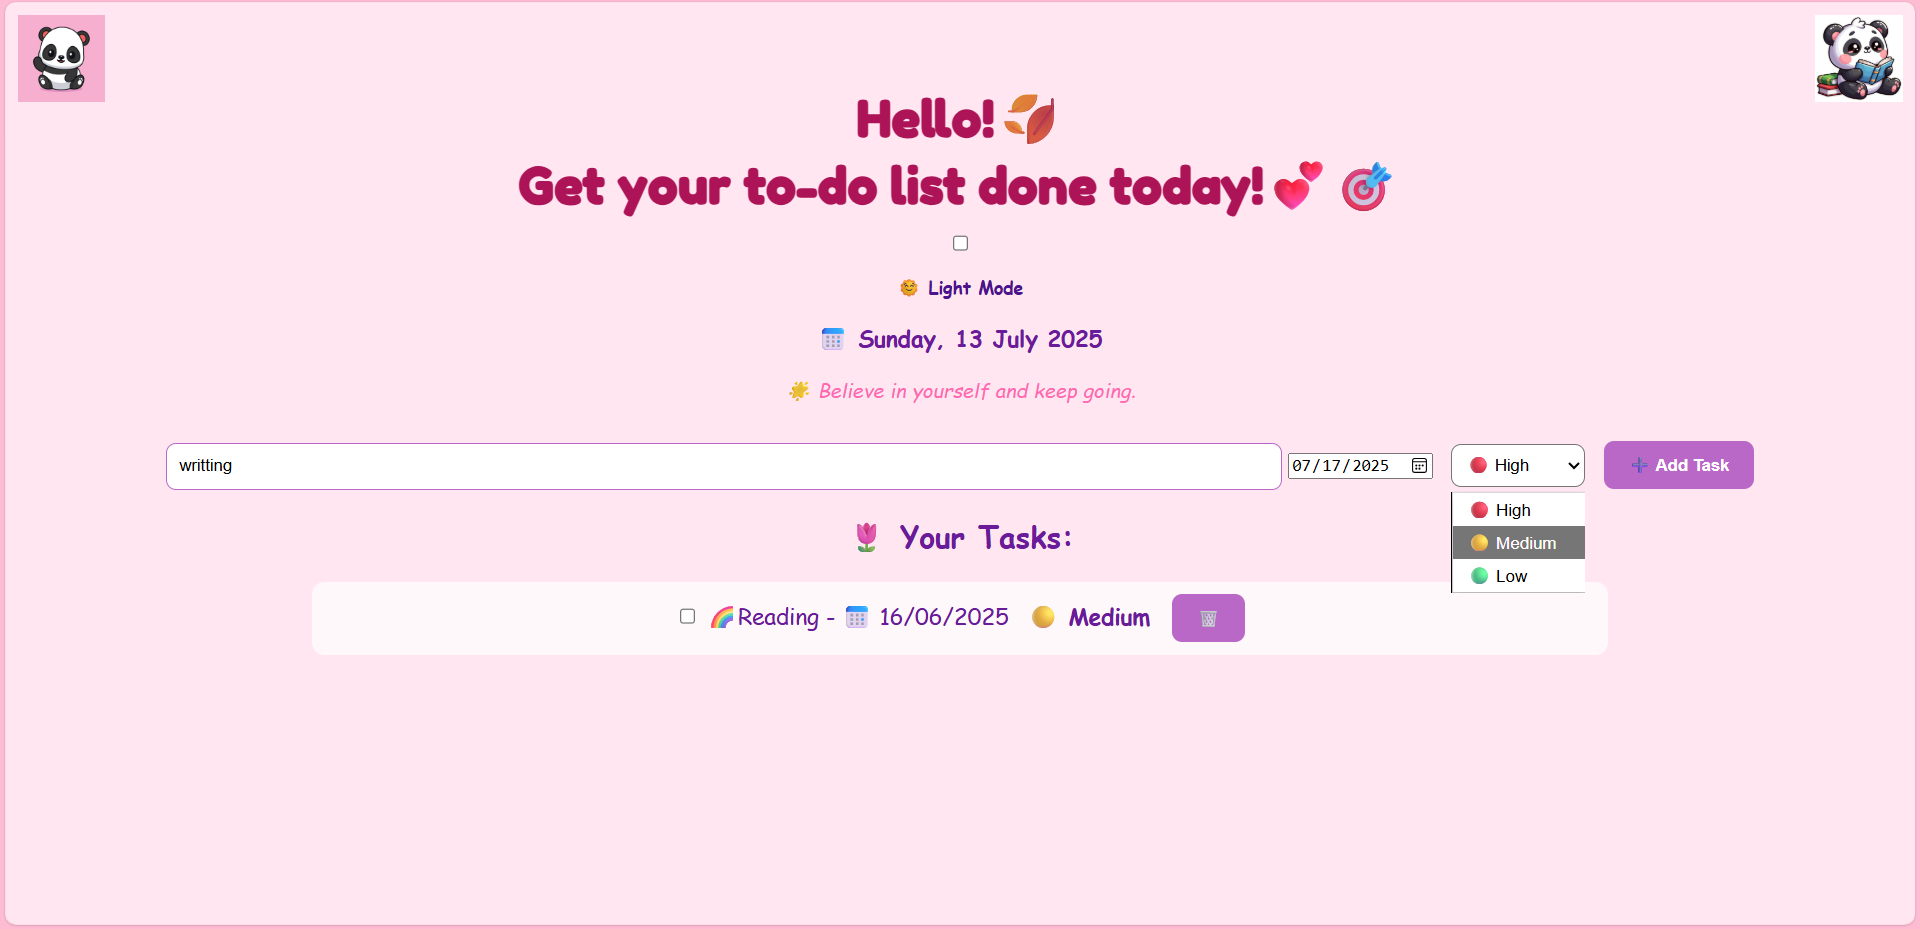 Hello! 🍂
Get your to-do list done today! 💕 🎯
🌞 Light Mode
📅 Sunday, 13 July 2025
🌟 Believe in yourself and keep going.
writting 07/17/2025 🔴 High ➕ Add Task
🔴 High
🟡 Medium
🟢 Low
🌷 Your Tasks:
🌈Reading - 📅 16/06/2025 🟡 Medium 🗑️